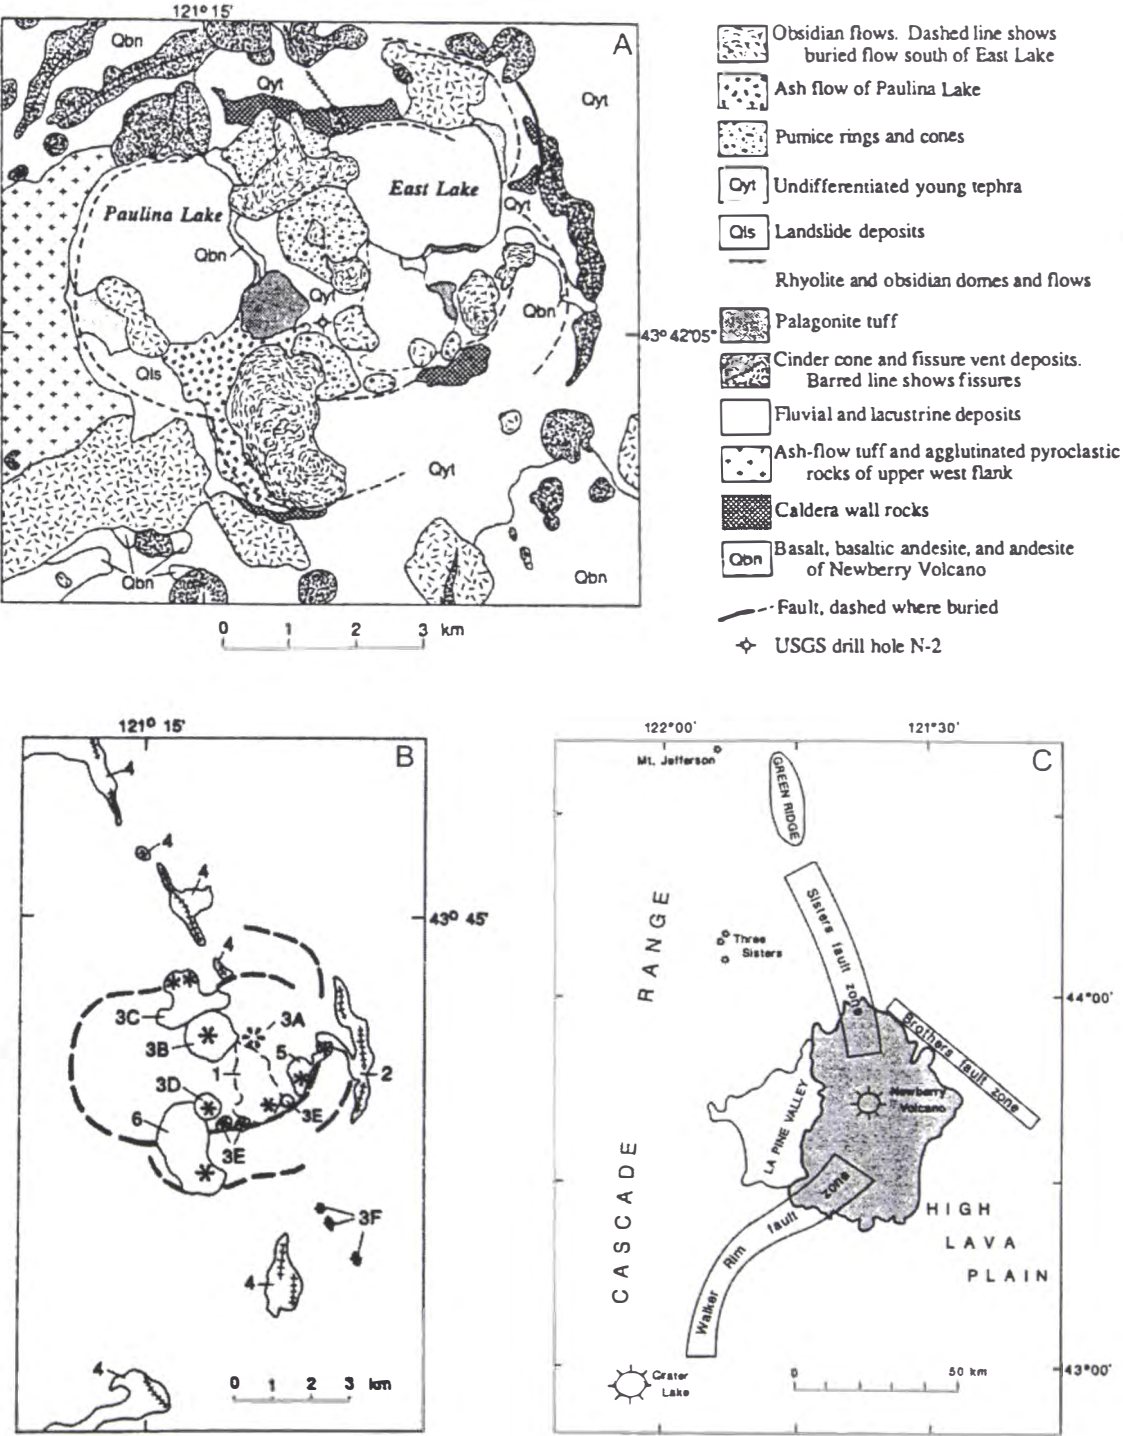 121° 15'
A
Qbn
Qyt
Qyt
East Lake
Paulina Lake
Qyt
Qbn
Qyt
Qbn
43° 42'05"
Qls
Qyt
Qbn
Qbn
0 1 2 3 km
Obsidian flows. Dashed line shows
buried flow south of East Lake
Ash flow of Paulina Lake
Pumice rings and cones
Qyt Undifferentiated young tephra
Qls Landslide deposits
Rhyolite and obsidian domes and flows
Palagonite tuff
Cinder cone and fissure vent deposits.
Barred line shows fissures
Fluvial and lacustrine deposits
Ash-flow tuff and agglutinated pyroclastic
rocks of upper west flank
Caldera wall rocks
Qbn Basalt, basaltic andesite, and andesite
of Newberry Volcano
Fault, dashed where buried
USGS drill hole N-2
121° 15'
B
4
4
4
43° 45'
4
3C
3A
3B
5
1
2
3D
3E
6
3E
3F
4
4
0 1 2 3 km
122°00'
121°30'
C
Mt. Jefferson
GREEN RIDGE
Sisters fault zone
Three
Sisters
RANGE
44°00'
Brothers fault zone
Newberry
Volcano
LA PINE VALLEY
CASCADE
Walker Rim fault zone
HIGH
LAVA
PLAIN
43°00'
Crater
Lake
0 50 km